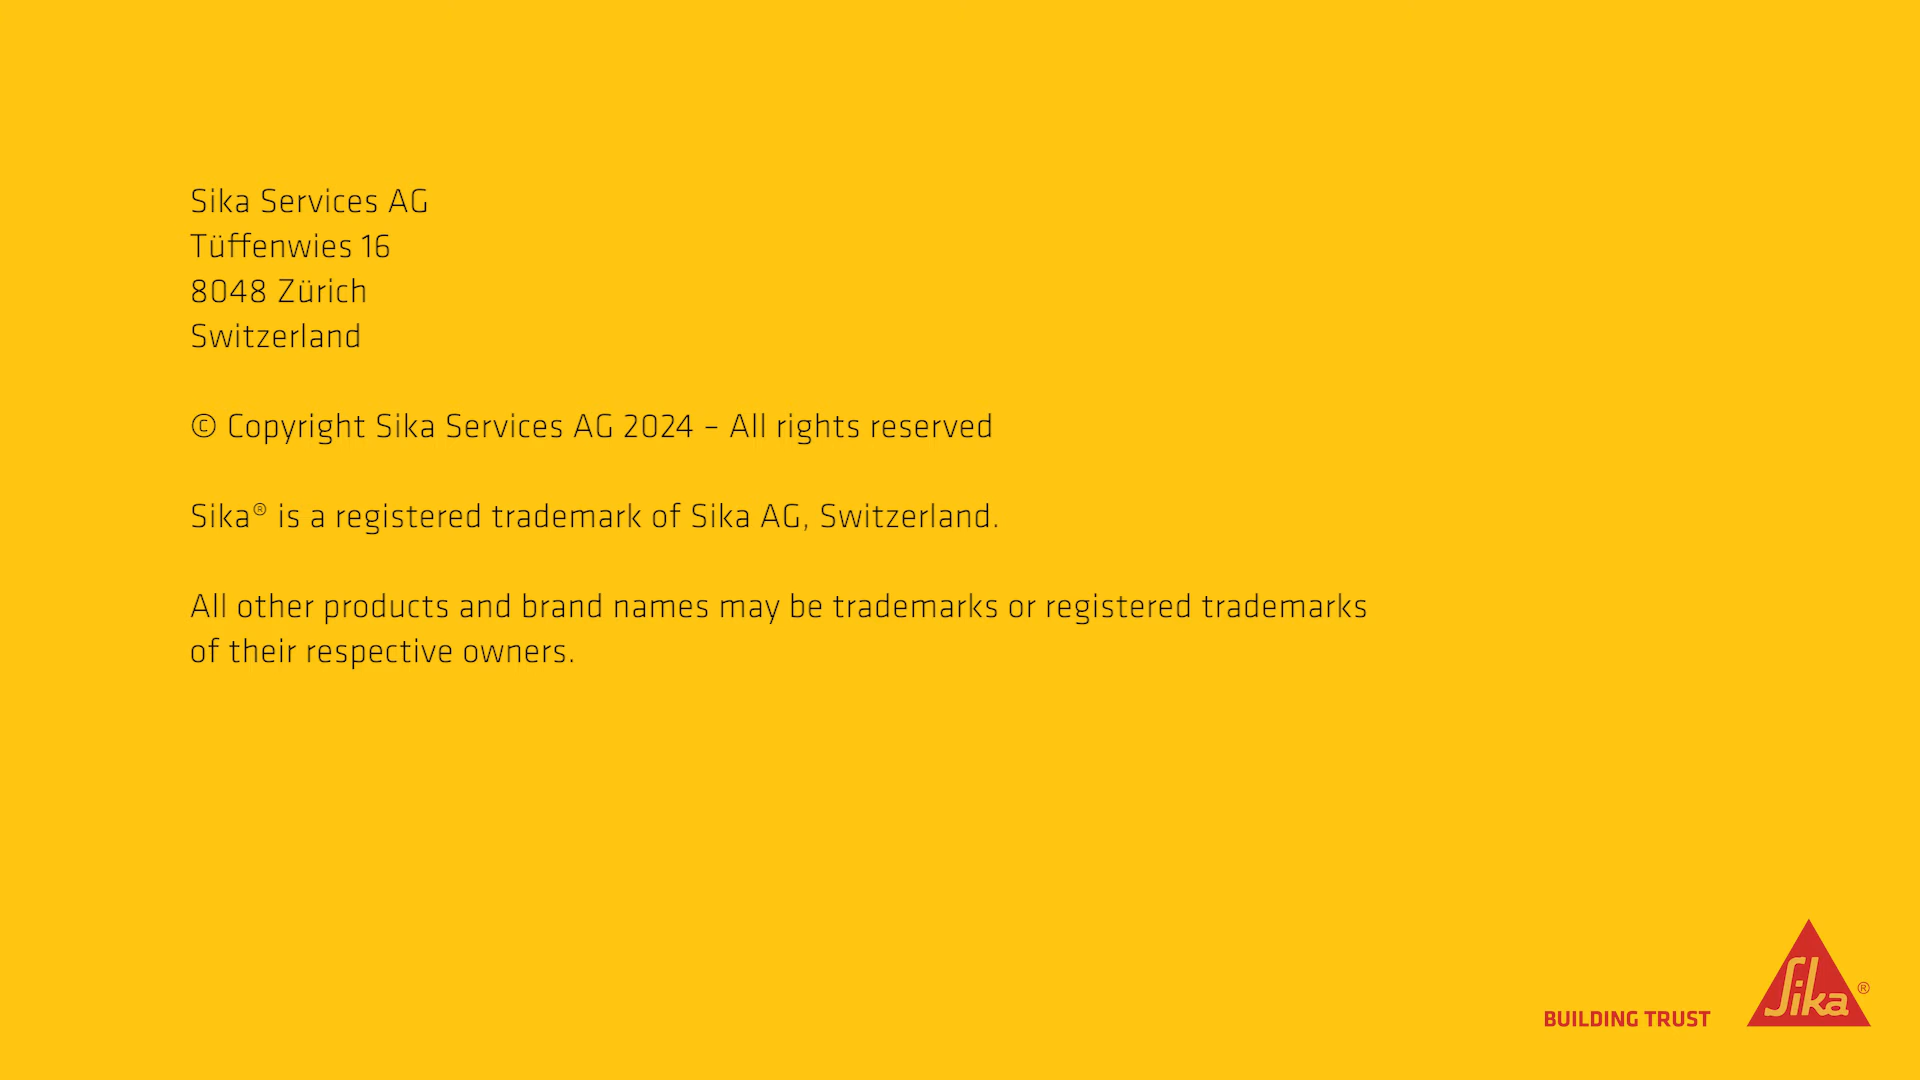 Sika Services AG
Tüffenwies 16
8048 Zürich
Switzerland
© Copyright Sika Services AG 2024 – All rights reserved
Sika® is a registered trademark of Sika AG, Switzerland.
All other products and brand names may be trademarks or registered trademarks
of their respective owners.
BUILDING TRUST
Sika®